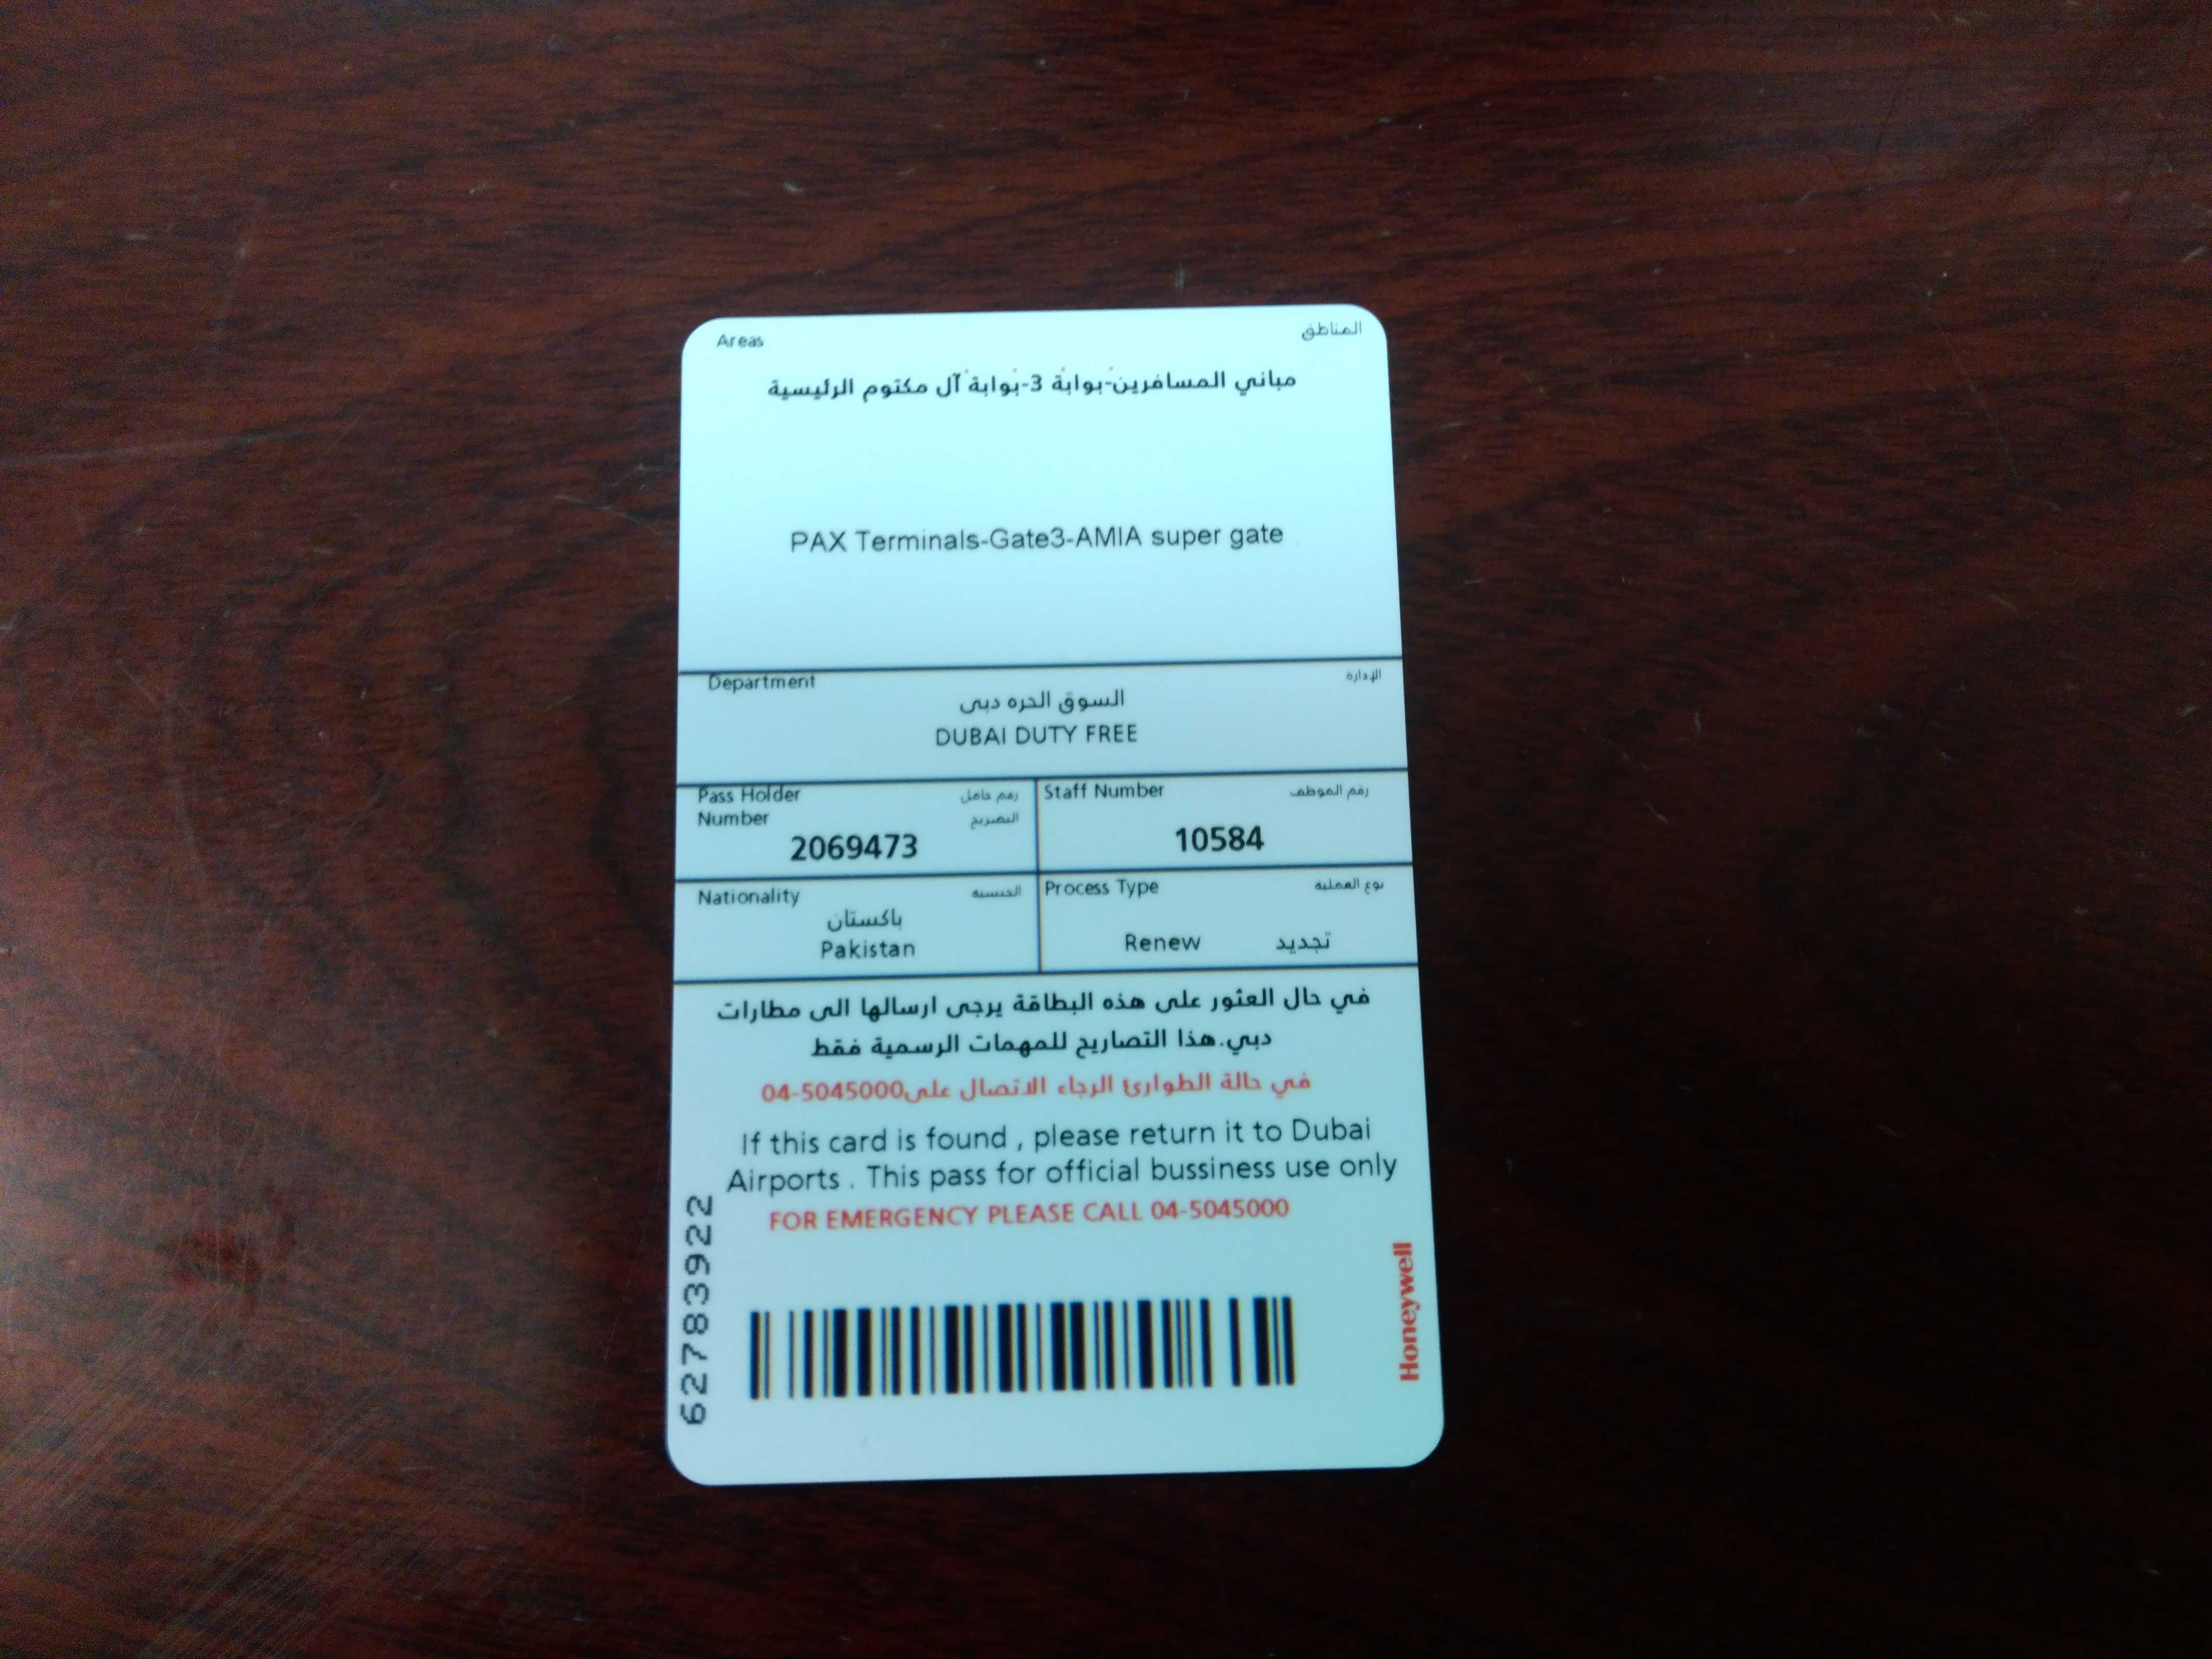 Areas المناطق
مباني المسافرين-بوابة 3-بوابة آل مكتوم الرئيسية
PAX Terminals-Gate3-AMIA super gate
Department الإدارة
السوق الحره دبى
DUBAI DUTY FREE
Pass Holder رقم حامل
Number التصريح
2069473
Staff Number رقم الموظف
10584
Nationality الجنسية
باكستان
Pakistan
Process Type نوع العملية
Renew تجديد
في حال العثور على هذه البطاقة يرجى ارسالها الى مطارات
دبي.هذا التصاريح للمهمات الرسمية فقط
في حالة الطوارئ الرجاء الاتصال على04-5045000
If this card is found , please return it to Dubai
Airports . This pass for official bussiness use only
FOR EMERGENCY PLEASE CALL 04-5045000
62783922
Honeywell